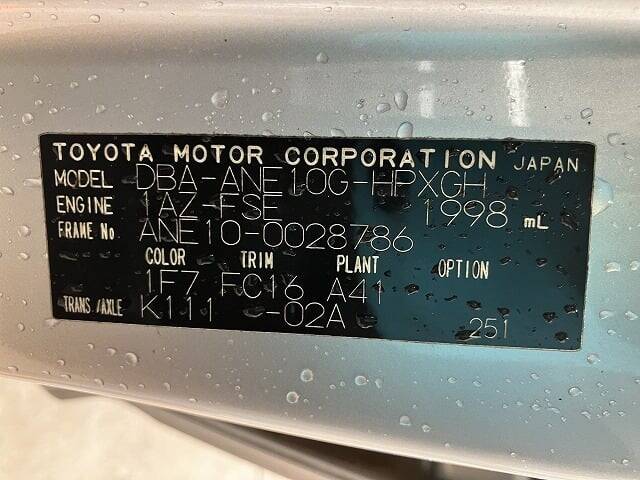 TOYOTA MOTOR CORPORATION JAPAN
MODEL DBA-ANE10G-HPXGH
ENGINE 1AZ-FSE 1998 mL
FRAME No ANE10-0028786
COLOR TRIM PLANT OPTION
1F7 FC16 A41
TRANS/AXLE K111 -02A
251